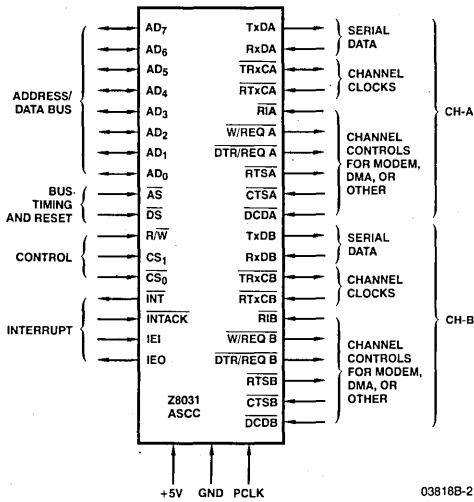 ADDRESS/
DATA BUS
BUS
TIMING
AND RESET
CONTROL
INTERRUPT
AD7
AD6
AD5
AD4
AD3
AD2
AD1
AD0
AS
DS
R/W
CS1
CS0
INT
INTACK
IEI
IEO
Z8031
ASCC
TxDA
RxDA
TRxCA
RTxCA
RIA
W/REQ A
DTR/REQ A
RTSA
CTSA
DCDA
TxDB
RxDB
TRxCB
RTxCB
RIB
W/REQ B
DTR/REQ B
RTSB
CTSB
DCDB
SERIAL
DATA
CHANNEL
CLOCKS
CHANNEL
CONTROLS
FOR MODEM,
DMA, OR
OTHER
CH-A
SERIAL
DATA
CHANNEL
CLOCKS
CHANNEL
CONTROLS
FOR MODEM,
DMA, OR
OTHER
CH-B
+5V GND PCLK
03818B-2